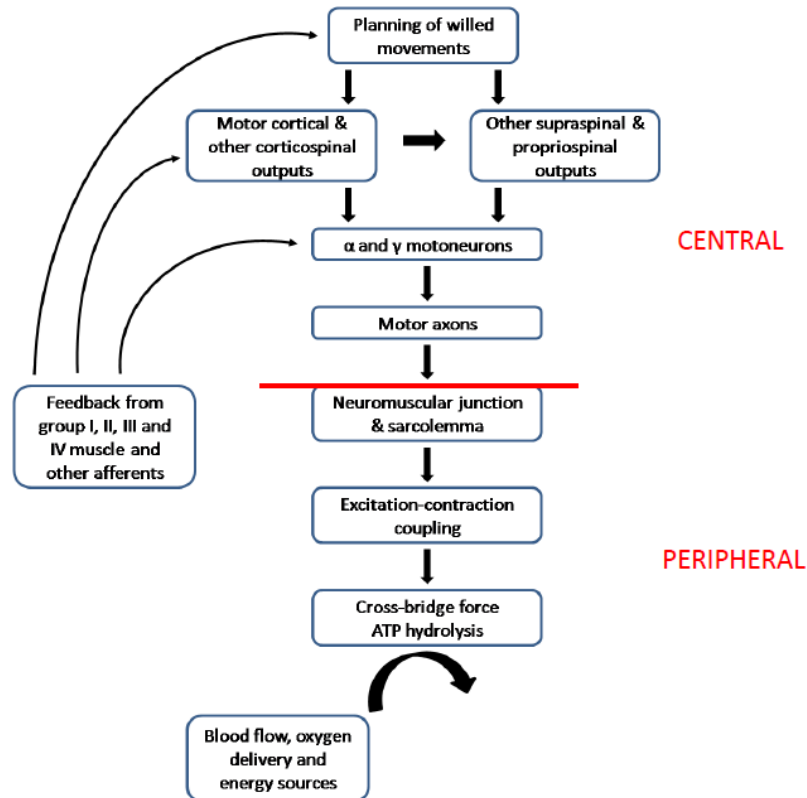 Planning of willed
movements
Motor cortical &
other corticospinal
outputs
Other supraspinal &
propriospinal
outputs
α and γ motoneurons
CENTRAL
Motor axons
Feedback from
group I, II, III and
IV muscle and
other afferents
Neuromuscular junction
& sarcolemma
Excitation-contraction
coupling
PERIPHERAL
Cross-bridge force
ATP hydrolysis
Blood flow, oxygen
delivery and
energy sources